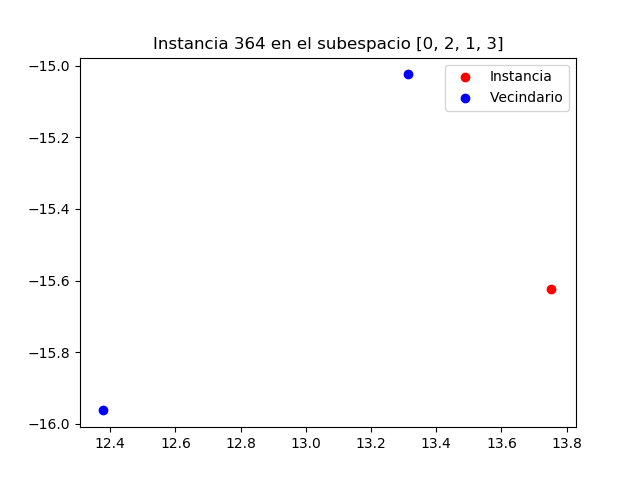 Instancia 364 en el subespacio [0, 2, 1, 3]
Instancia
Vecindario
−15.0
−15.2
−15.4
−15.6
−15.8
−16.0
12.4 12.6 12.8 13.0 13.2 13.4 13.6 13.8